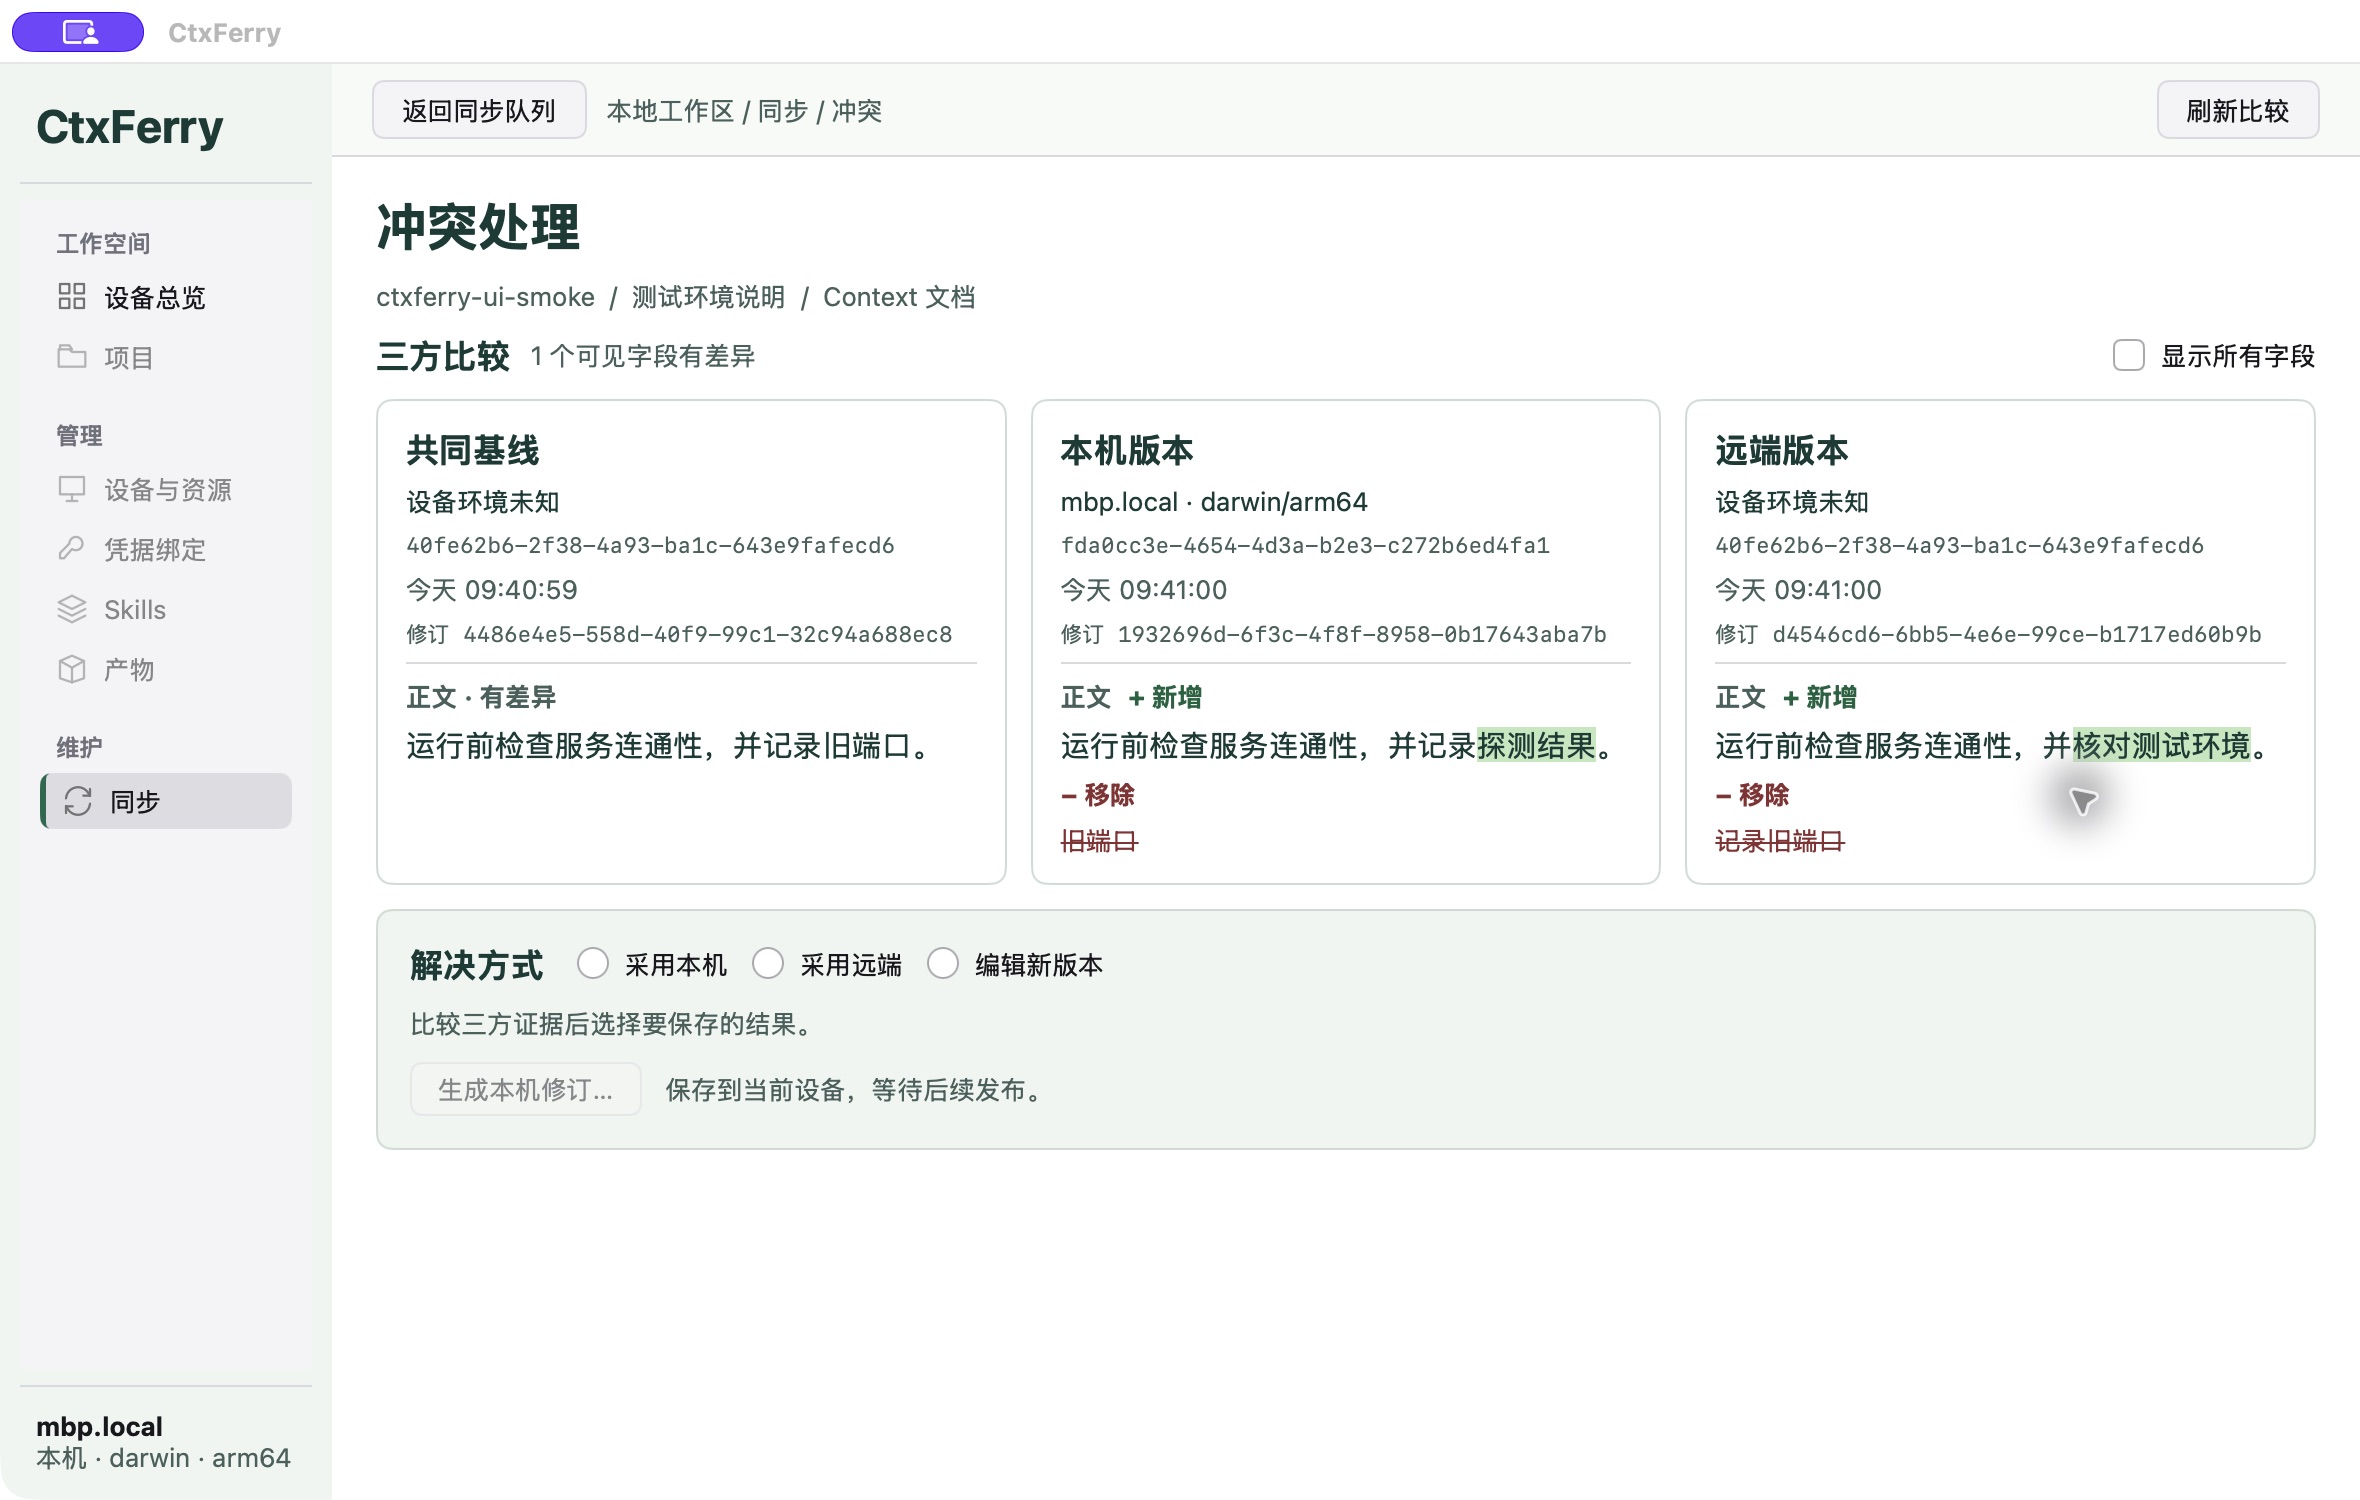 CtxFerry
CtxFerry
工作空间
设备总览
项目
管理
设备与资源
凭据绑定
Skills
产物
维护
同步
mbp.local
本机 · darwin · arm64
返回同步队列
本地工作区 / 同步 / 冲突
刷新比较
冲突处理
ctxferry-ui-smoke / 测试环境说明 / Context 文档
三方比较 1 个可见字段有差异
显示所有字段
共同基线
设备环境未知
40fe62b6-2f38-4a93-ba1c-643e9fafecd6
今天 09:40:59
修订 4486e4e5-558d-40f9-99c1-32c94a688ec8
正文 · 有差异
运行前检查服务连通性，并记录旧端口。
本机版本
mbp.local · darwin/arm64
fda0cc3e-4654-4d3a-b2e3-c272b6ed4fa1
今天 09:41:00
修订 1932696d-6f3c-4f8f-8958-0b17643aba7b
正文 + 新增
运行前检查服务连通性，并记录探测结果。
− 移除
旧端口
远端版本
设备环境未知
40fe62b6-2f38-4a93-ba1c-643e9fafecd6
今天 09:41:00
修订 d4546cd6-6bb5-4e6e-99ce-b1717ed60b9b
正文 + 新增
运行前检查服务连通性，并核对测试环境。
− 移除
记录旧端口
解决方式 采用本机 采用远端 编辑新版本
比较三方证据后选择要保存的结果。
生成本机修订... 保存到当前设备，等待后续发布。